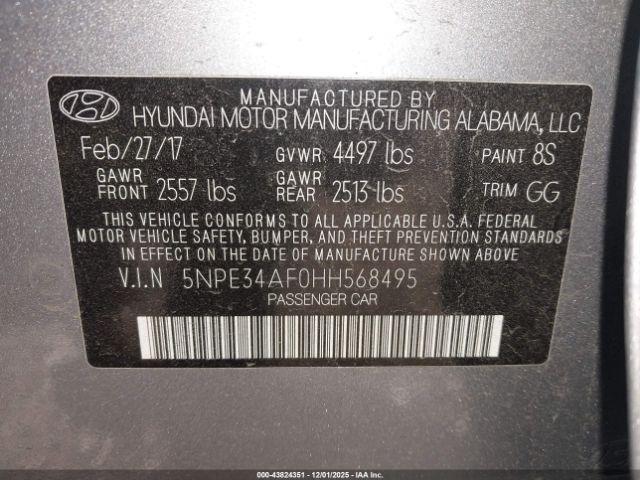 MANUFACTURED BY
HYUNDAI MOTOR MANUFACTURING ALABAMA, LLC
Feb/27/17 GVWR 4497 lbs PAINT 8S
GAWR FRONT 2557 lbs GAWR REAR 2513 lbs TRIM GG
THIS VEHICLE CONFORMS TO ALL APPLICABLE U.S.A. FEDERAL
MOTOR VEHICLE SAFETY, BUMPER, AND THEFT PREVENTION STANDARDS
IN EFFECT ON THE DATE OF MANUFACTURE SHOWN ABOVE
V.I.N 5NPE34AF0HH568495
PASSENGER CAR
000-43824351 | 12/01/2025 | IAA Inc. All Rights Reserved